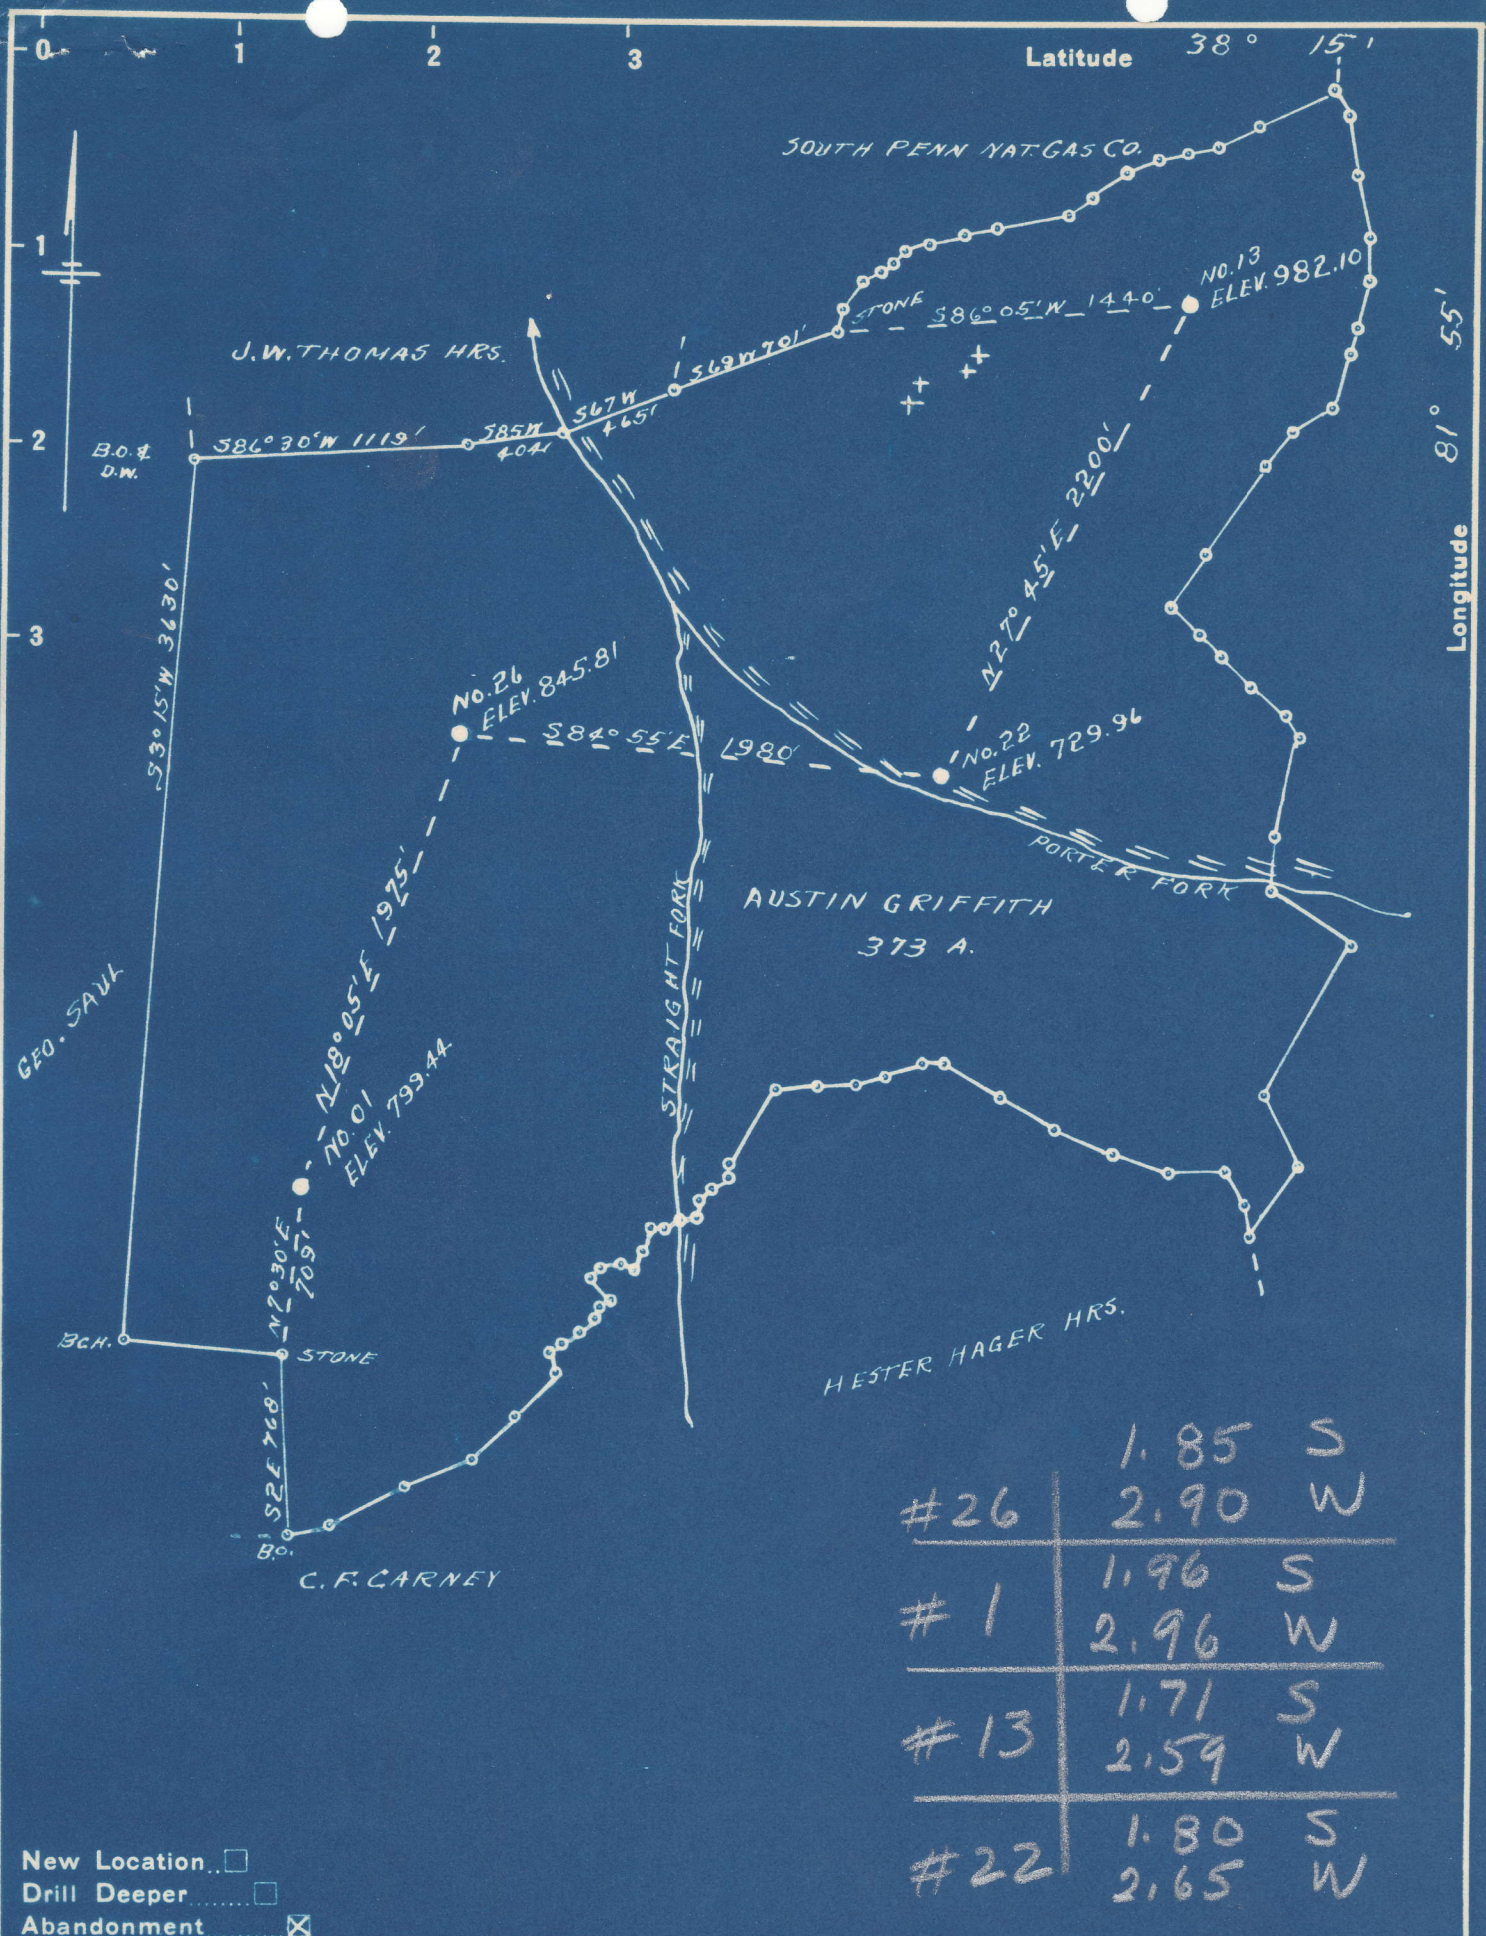 0 1 2 3 Latitude 38° 15'
SOUTH PENN NAT. GAS CO.
1
NO.13
ELEV. 982.10
STONE S86°05'W 1440'
Longitude 81° 55'
J.W. THOMAS HRS.
S69W 701'
S67W
465'
2
B.O. &
D.W.
S86°30'W 1119'
S85W
404'
N27°45'E 2200'
3
S3°15'W 3630'
NO.26
ELEV. 845.81
S84°55'E 1980'
NO.22
ELEV. 729.96
PORTER FORK
AUSTIN GRIFFITH
373 A.
STRAIGHT FORK
N18°05'E 1975'
GEO. SAUL
NO.01
ELEV. 799.44
N7°30'E
709'
BCH.
STONE
HESTER HAGER HRS.
S2E 768'
B.O.
C.F. CARNEY
#26 1.85 S
2.90 W
#1 1.96 S
2.96 W
#13 1.71 S
2.59 W
#22 1.80 S
2.65 W
New Location..
Drill Deeper.......
Abandonment